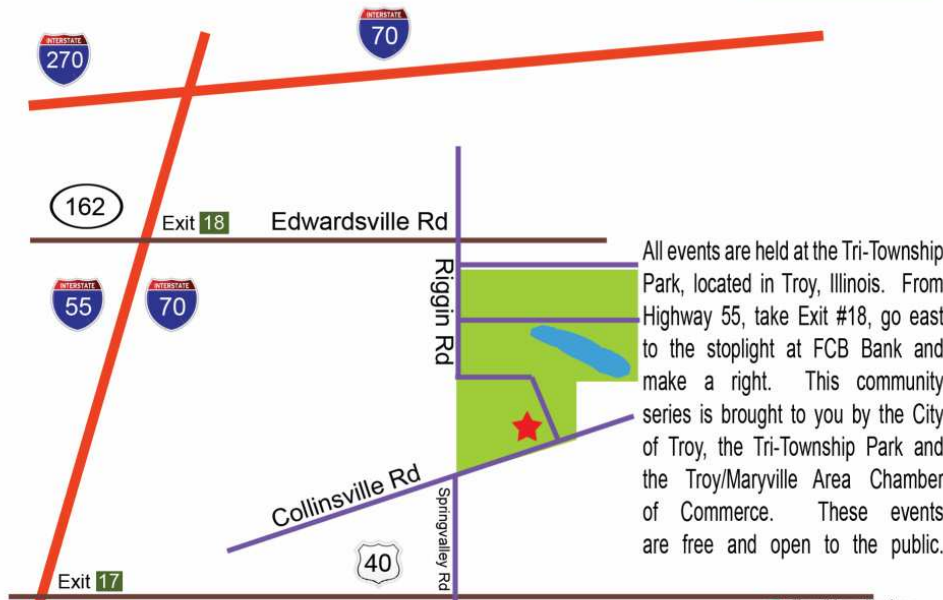 INTERSTATE
70
INTERSTATE
270
162
Exit 18
Edwardsville Rd
INTERSTATE
55
INTERSTATE
70
Riggin Rd
All events are held at the Tri-Township
Park, located in Troy, Illinois. From
Highway 55, take Exit #18, go east
to the stoplight at FCB Bank and
make a right. This community
series is brought to you by the City
of Troy, the Tri-Township Park and
the Troy/Maryville Area Chamber
of Commerce. These events
are free and open to the public.
Collinsville Rd
Springvalley Rd
40
Exit 17